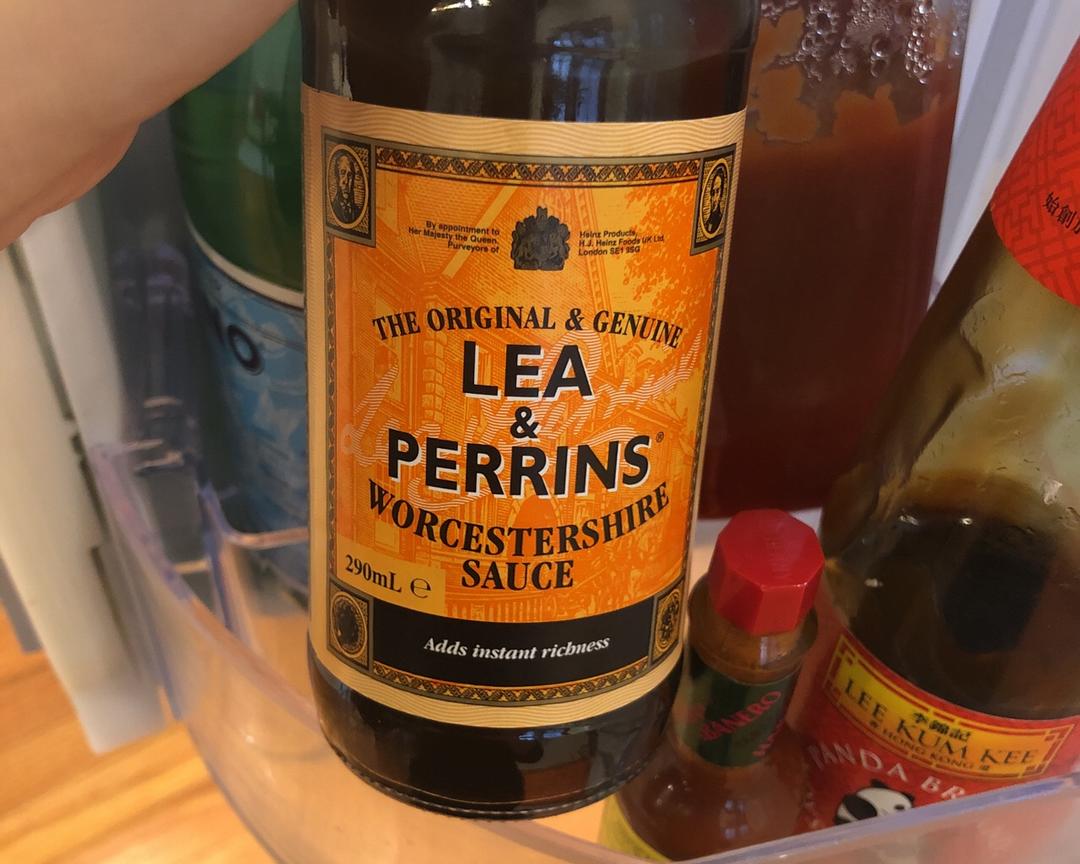 By appointment to
Her Majesty the Queen,
Purveyors of
Heinz Products,
H.J. Heinz Foods UK Ltd,
London SE1 9SG
THE ORIGINAL & GENUINE
LEA
&
PERRINS®
WORCESTERSHIRE
SAUCE
290mL ℮
Adds instant richness
李錦記
LEE KUM KEE
HONG KONG
PANDA BR